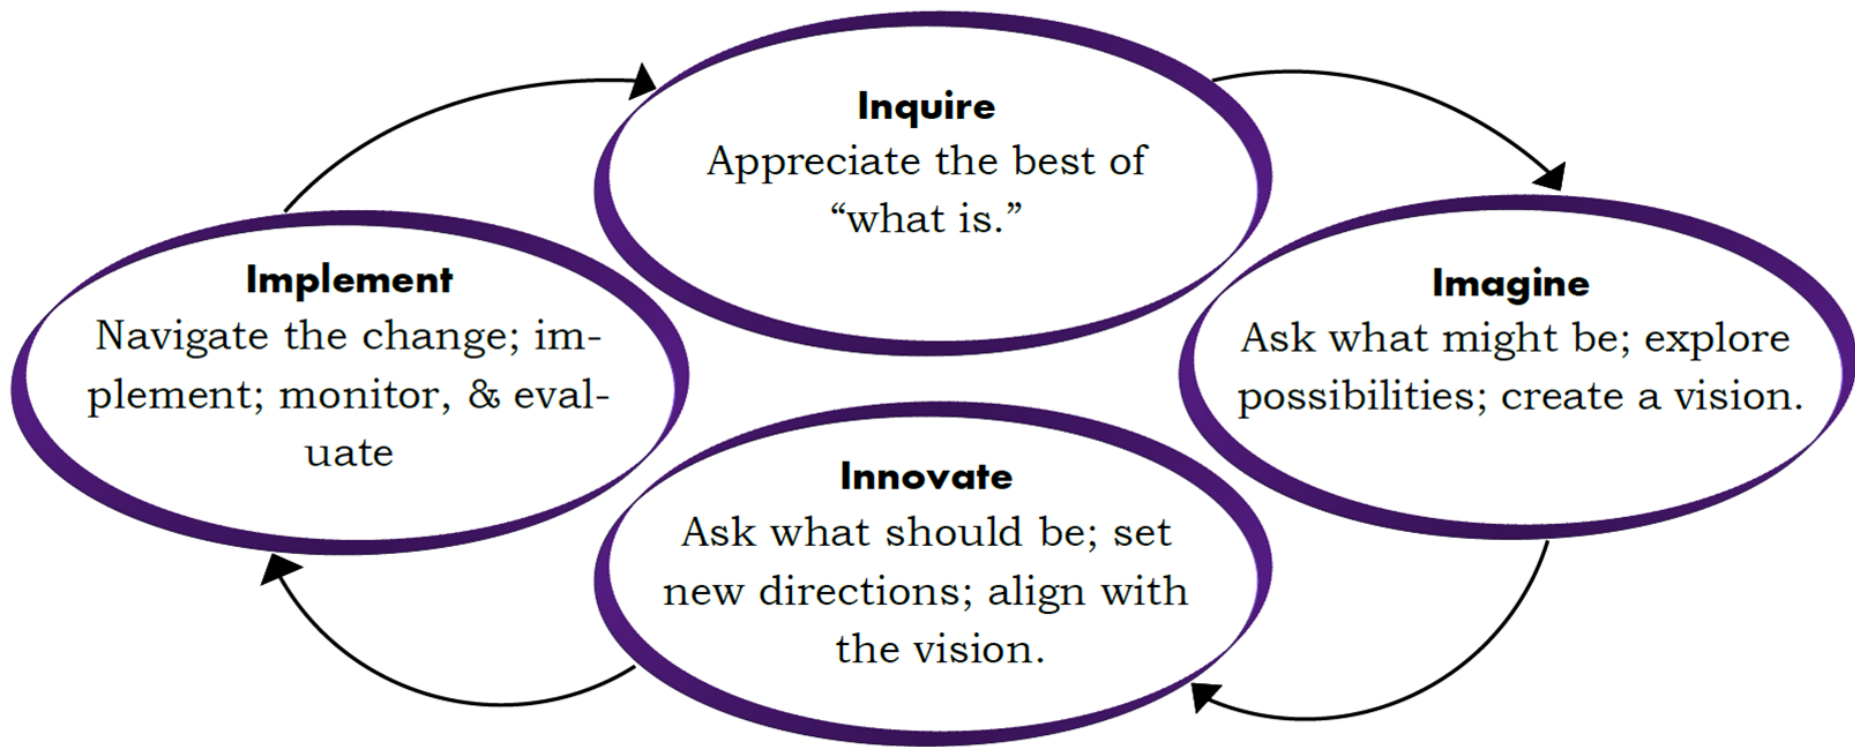 Inquire
Appreciate the best of
“what is.”
Imagine
Ask what might be; explore
possibilities; create a vision.
Innovate
Ask what should be; set
new directions; align with
the vision.
Implement
Navigate the change; im-
plement; monitor, & eval-
uate